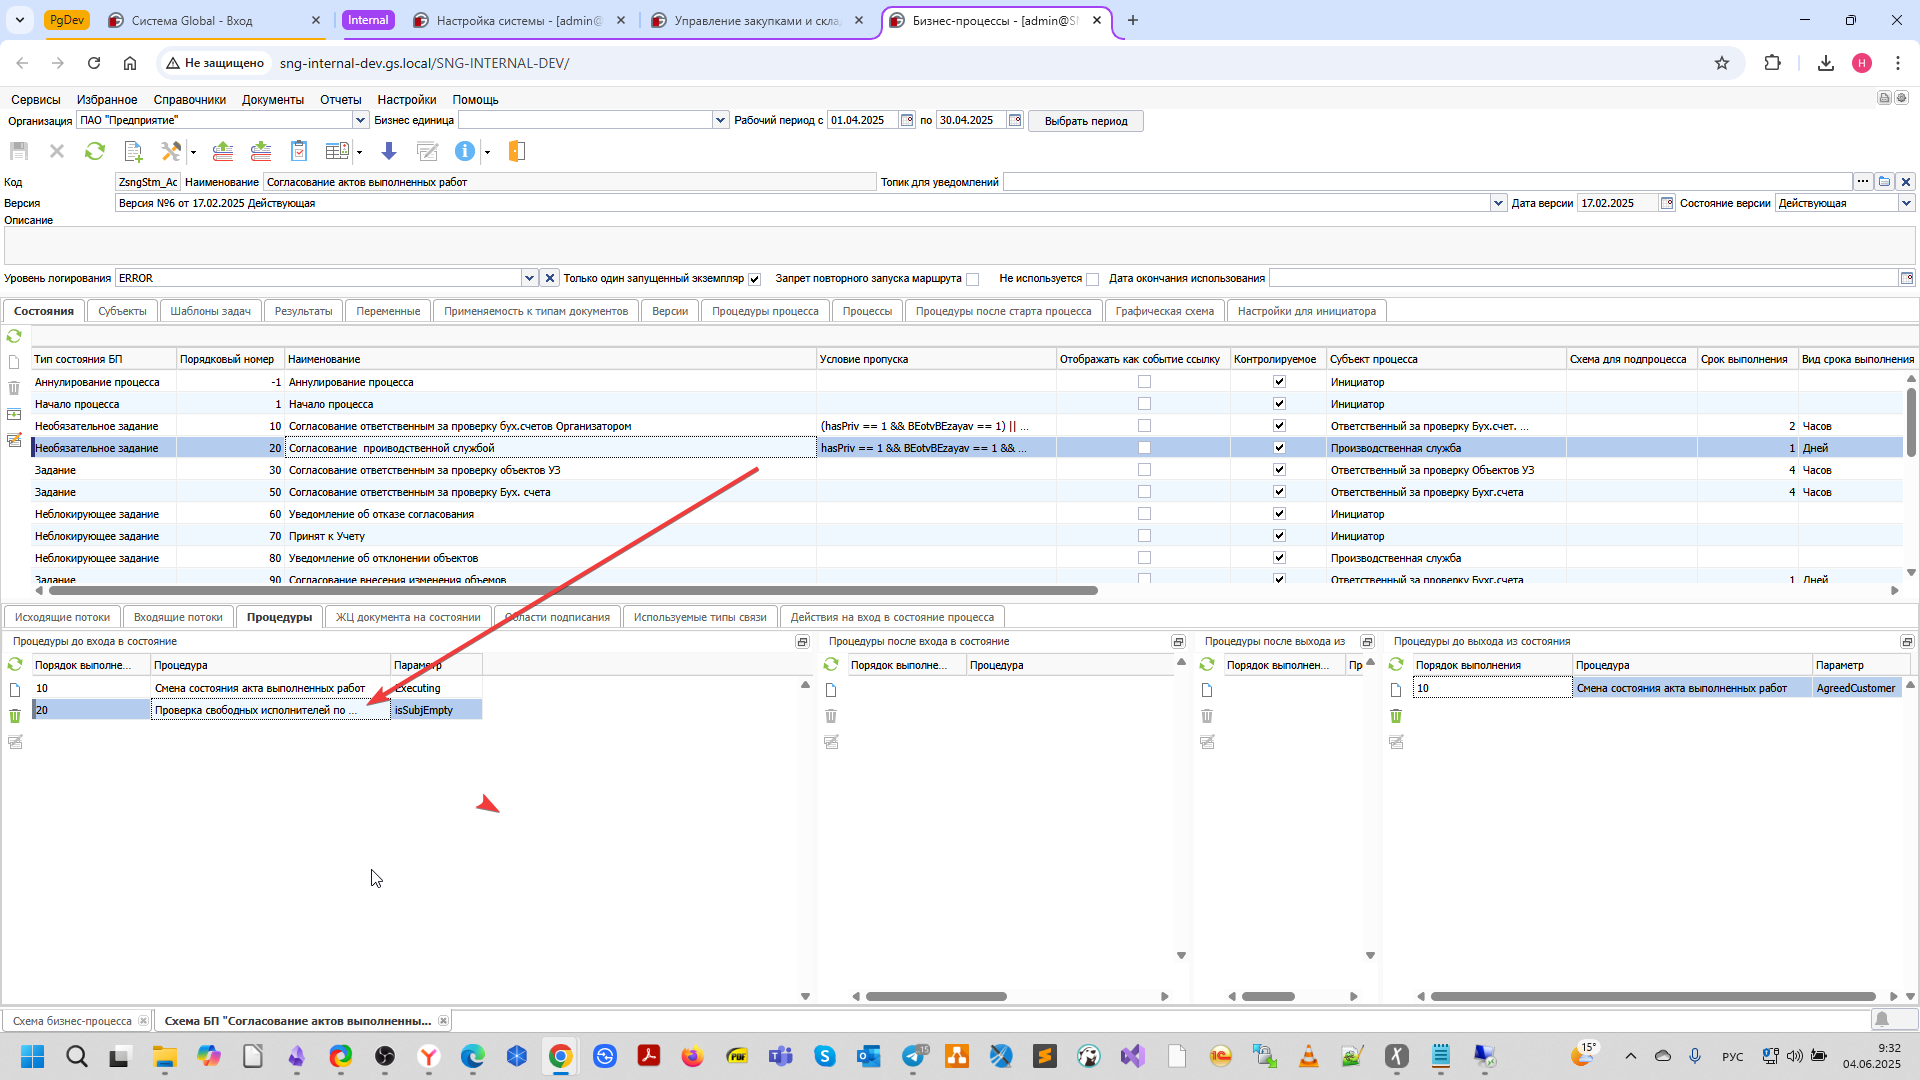 PgDev
Система Global - Вход
Internal
Настройка системы - [admin@
Управление закупками и скла
Бизнес-процессы - [admin@SN
Не защищено
sng-internal-dev.gs.local/SNG-INTERNAL-DEV/
H
Сервисы Избранное Справочники Документы Отчеты Настройки Помощь
Организация ПАО "Предприятие" Бизнес единица Рабочий период с 01.04.2025 по 30.04.2025 Выбрать период
Код ZsngStm_Ac Наименование Согласование актов выполненных работ Топик для уведомлений
Версия Версия №6 от 17.02.2025 Действующая Дата версии 17.02.2025 Состояние версии Действующая
Описание
Уровень логирования ERROR Только один запущенный экземпляр Запрет повторного запуска маршрута Не используется Дата окончания использования
Состояния Субъекты Шаблоны задач Результаты Переменные Применяемость к типам документов Версии Процедуры процесса Процессы Процедуры после старта процесса Графическая схема Настройки для инициатора
Тип состояния БП Порядковый номер Наименование Условие пропуска Отображать как событие ссылку Контролируемое Субъект процесса Схема для подпроцесса Срок выполнения Вид срока выполнения
Аннулирование процесса -1 Аннулирование процесса Инициатор
Начало процесса 1 Начало процесса Инициатор
Необязательное задание 10 Согласование ответственным за проверку бух.счетов Организатором (hasPriv == 1 && BEotvBEzayav == 1) || ... Ответственный за проверку Бух.счет. ... 2 Часов
Необязательное задание 20 Согласование проиводственной службой hasPriv == 1 && BEotvBEzayav == 1 && ... Производственная служба 1 Дней
Задание 30 Согласование ответственным за проверку объектов УЗ Ответственный за проверку Объектов УЗ 4 Часов
Задание 50 Согласование ответственным за проверку Бух. счета Ответственный за проверку Бухг.счета 4 Часов
Неблокирующее задание 60 Уведомление об отказе согласования Инициатор
Неблокирующее задание 70 Принят к Учету Инициатор
Неблокирующее задание 80 Уведомление об отклонении объектов Производственная служба
Задание 90 Согласование внесения изменения объемов Ответственный за проверку Бухг.счета 1 Дней
Исходящие потоки Входящие потоки Процедуры ЖЦ документа на состоянии Области подписания Используемые типы связи Действия на вход в состояние процесса
Процедуры до входа в состояние Процедуры после входа в состояние Процедуры после выхода из Процедуры до выхода из состояния
Порядок выполне... Процедура Параметр Порядок выполне... Процедура Порядок выполнен... Пр Порядок выполнения Процедура Параметр
10 Смена состояния акта выполненных работ Executing 10 Смена состояния акта выполненных работ AgreedCustomer
20 Проверка свободных исполнителей по ... isSubjEmpty
Схема бизнес-процесса Схема БП "Согласование актов выполненны...
15° РУС 9:32
04.06.2025